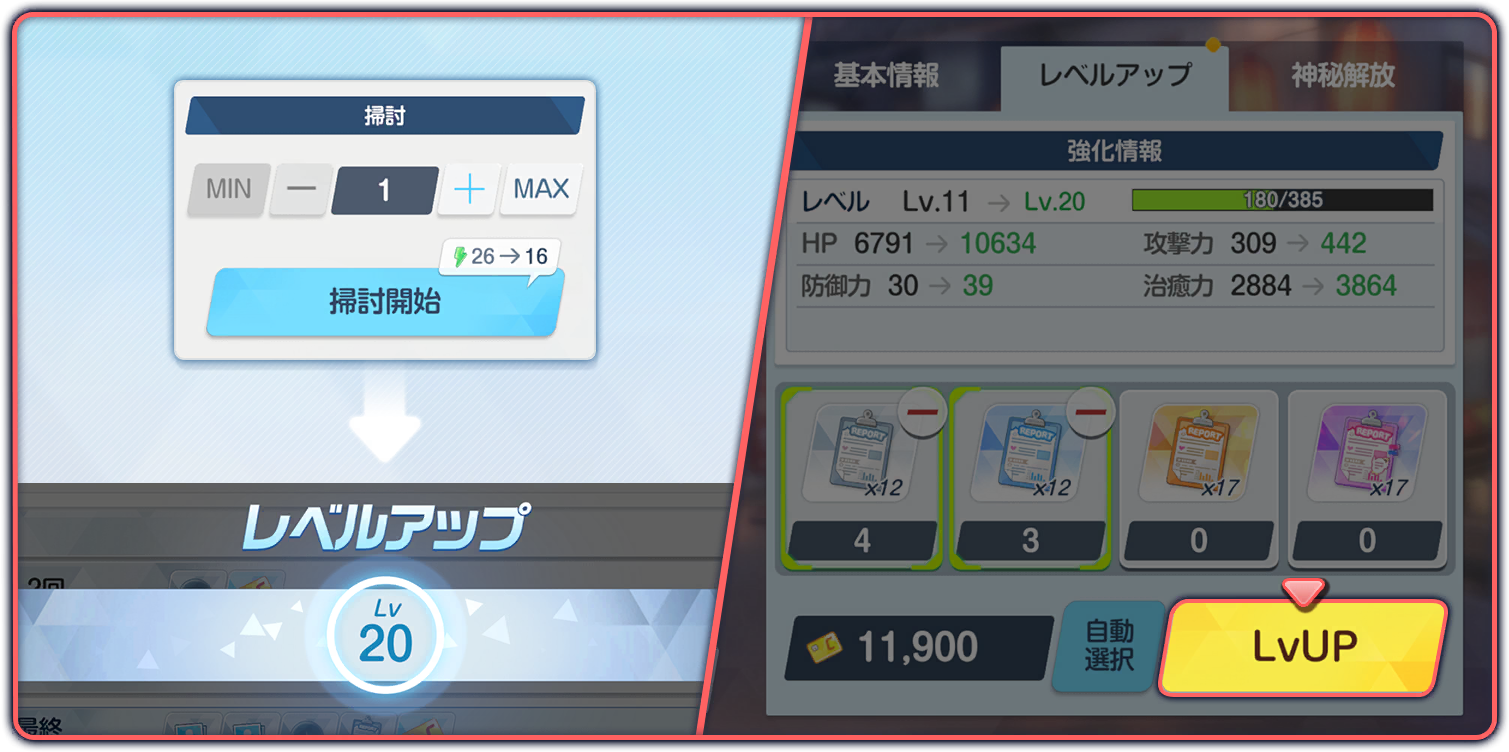 掃討
MIN
1
MAX
26→16
掃討開始
レベルアップ
2回
Lv
20
最終
基本情報
レベルアップ
神秘解放
強化情報
レベル Lv.11 → Lv.20 180/385
HP 6791 → 10634 攻撃力 309 → 442
防御力 30 → 39 治癒力 2884 → 3864
REPORT
x12
REPORT
x12
REPORT
x17
REPORT
x17
4
3
0
0
11,900
自動
選択
LvUP